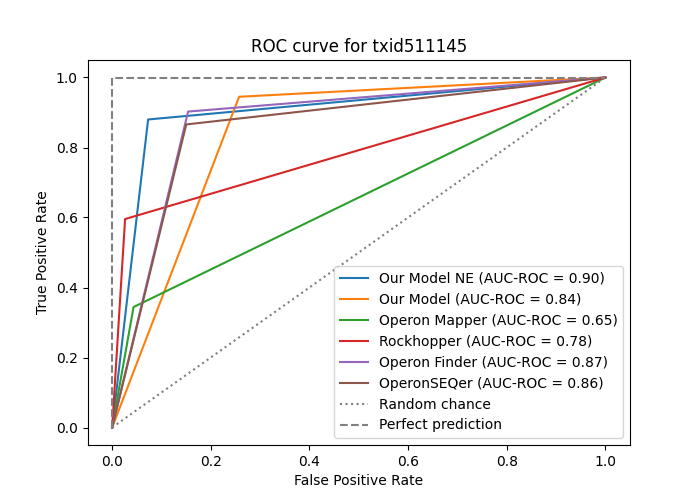 ROC curve for txid511145
True Positive Rate
1.0
0.8
0.6
0.4
0.2
0.0
Our Model NE (AUC-ROC = 0.90)
Our Model (AUC-ROC = 0.84)
Operon Mapper (AUC-ROC = 0.65)
Rockhopper (AUC-ROC = 0.78)
Operon Finder (AUC-ROC = 0.87)
OperonSEQer (AUC-ROC = 0.86)
Random chance
Perfect prediction
0.0 0.2 0.4 0.6 0.8 1.0
False Positive Rate